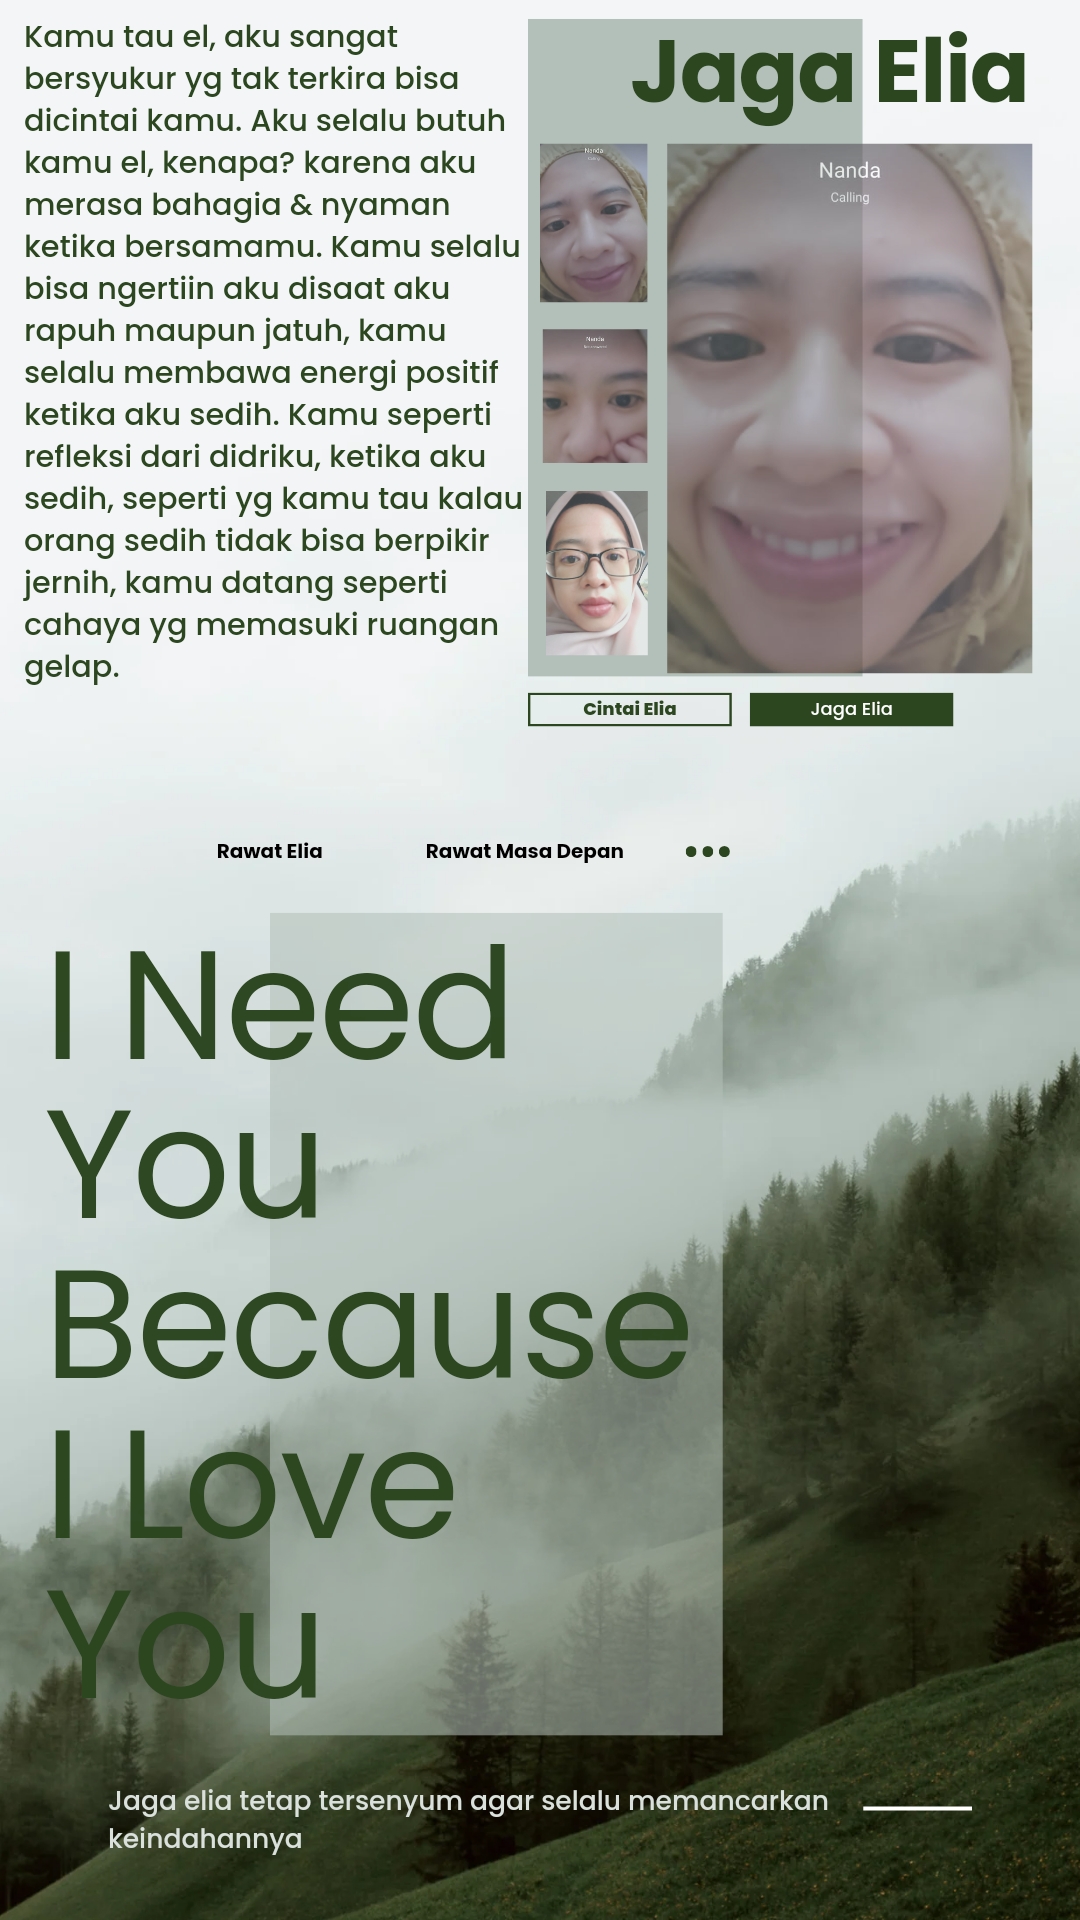 Kamu tau el, aku sangat
bersyukur yg tak terkira bisa
dicintai kamu. Aku selalu butuh
kamu el, kenapa? karena aku
merasa bahagia & nyaman
ketika bersamamu. Kamu selalu
bisa ngertiin aku disaat aku
rapuh maupun jatuh, kamu
selalu membawa energi positif
ketika aku sedih. Kamu seperti
refleksi dari didriku, ketika aku
sedih, seperti yg kamu tau kalau
orang sedih tidak bisa berpikir
jernih, kamu datang seperti
cahaya yg memasuki ruangan
gelap.
Jaga Elia
Nanda
Nanda
Calling
Nanda
Cintai Elia
Jaga Elia
Rawat Elia
Rawat Masa Depan
I Need
You
Because
I Love
You
Jaga elia tetap tersenyum agar selalu memancarkan
keindahannya